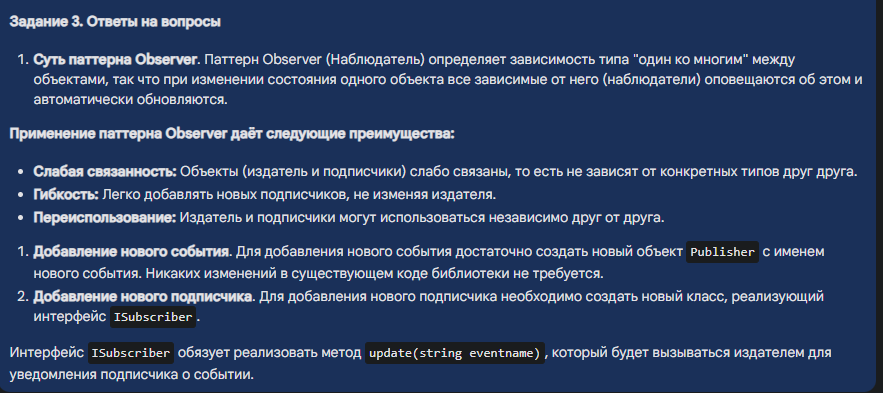 Задание 3. Ответы на вопросы
1. Суть паттерна Observer. Паттерн Observer (Наблюдатель) определяет зависимость типа "один ко многим" между
объектами, так что при изменении состояния одного объекта все зависимые от него (наблюдатели) оповещаются об этом и
автоматически обновляются.
Применение паттерна Observer даёт следующие преимущества:
• Слабая связанность: Объекты (издатель и подписчики) слабо связаны, то есть не зависят от конкретных типов друг друга.
• Гибкость: Легко добавлять новых подписчиков, не изменяя издателя.
• Переиспользование: Издатель и подписчики могут использоваться независимо друг от друга.
1. Добавление нового события. Для добавления нового события достаточно создать новый объект Publisher с именем
нового события. Никаких изменений в существующем коде библиотеки не требуется.
2. Добавление нового подписчика. Для добавления нового подписчика необходимо создать новый класс, реализующий
интерфейс ISubscriber.
Интерфейс ISubscriber обязует реализовать метод update(string eventname), который будет вызываться издателем для
уведомления подписчика о событии.